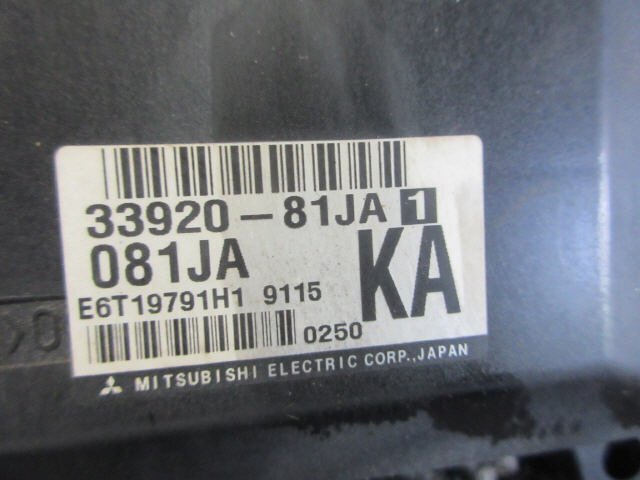 33920-81JA 1
081JA
KA
E6T19791H1 9115
0250
MITSUBISHI ELECTRIC CORP., JAPAN